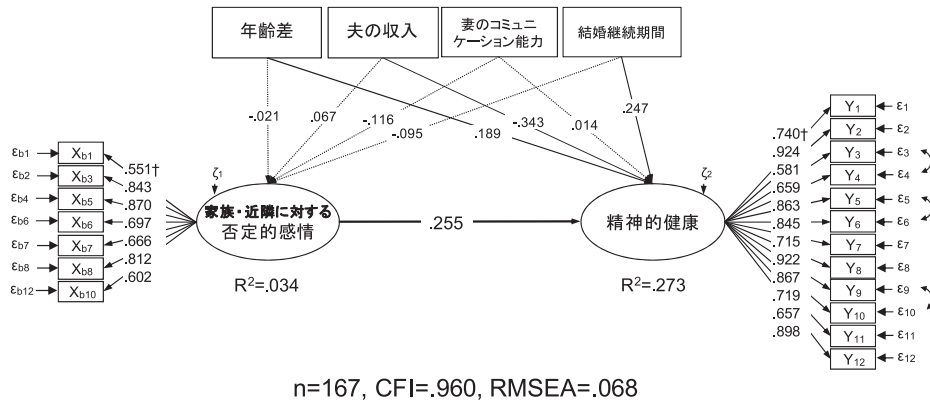 年齢差
夫の収入
妻のコミュニ
ケーション能力
結婚継続期間
-.021
.067
-.116
-.095
.189
-.343
.014
.247
εb1
Xb1
.551†
εb2
Xb3
.843
εb4
Xb5
.870
εb6
Xb6
.697
εb7
Xb7
.666
εb8
Xb8
.812
εb12
Xb10
.602
ζ1
家族・近隣に対する
否定的感情
R²=.034
.255
ζ2
精神的健康
R²=.273
.740†
Y1
ε1
.924
Y2
ε2
.581
Y3
ε3
.659
Y4
ε4
.863
Y5
ε5
.845
Y6
ε6
.715
Y7
ε7
.922
Y8
ε8
.867
Y9
ε9
.719
Y10
ε10
.657
Y11
ε11
.898
Y12
ε12
n=167, CFI=.960, RMSEA=.068